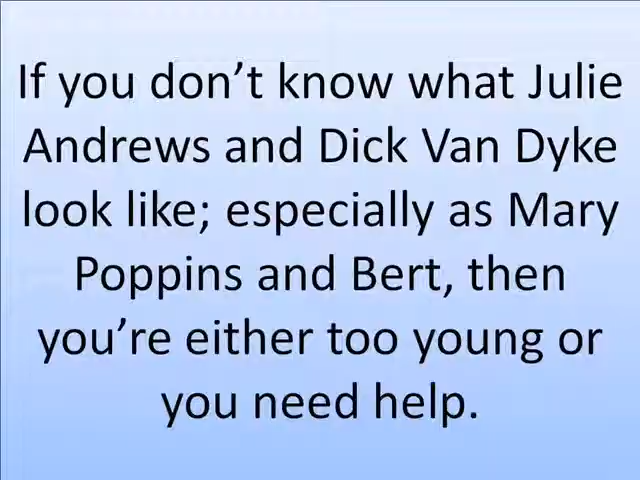 If you don’t know what Julie
Andrews and Dick Van Dyke
look like; especially as Mary
Poppins and Bert, then
you’re either too young or
you need help.